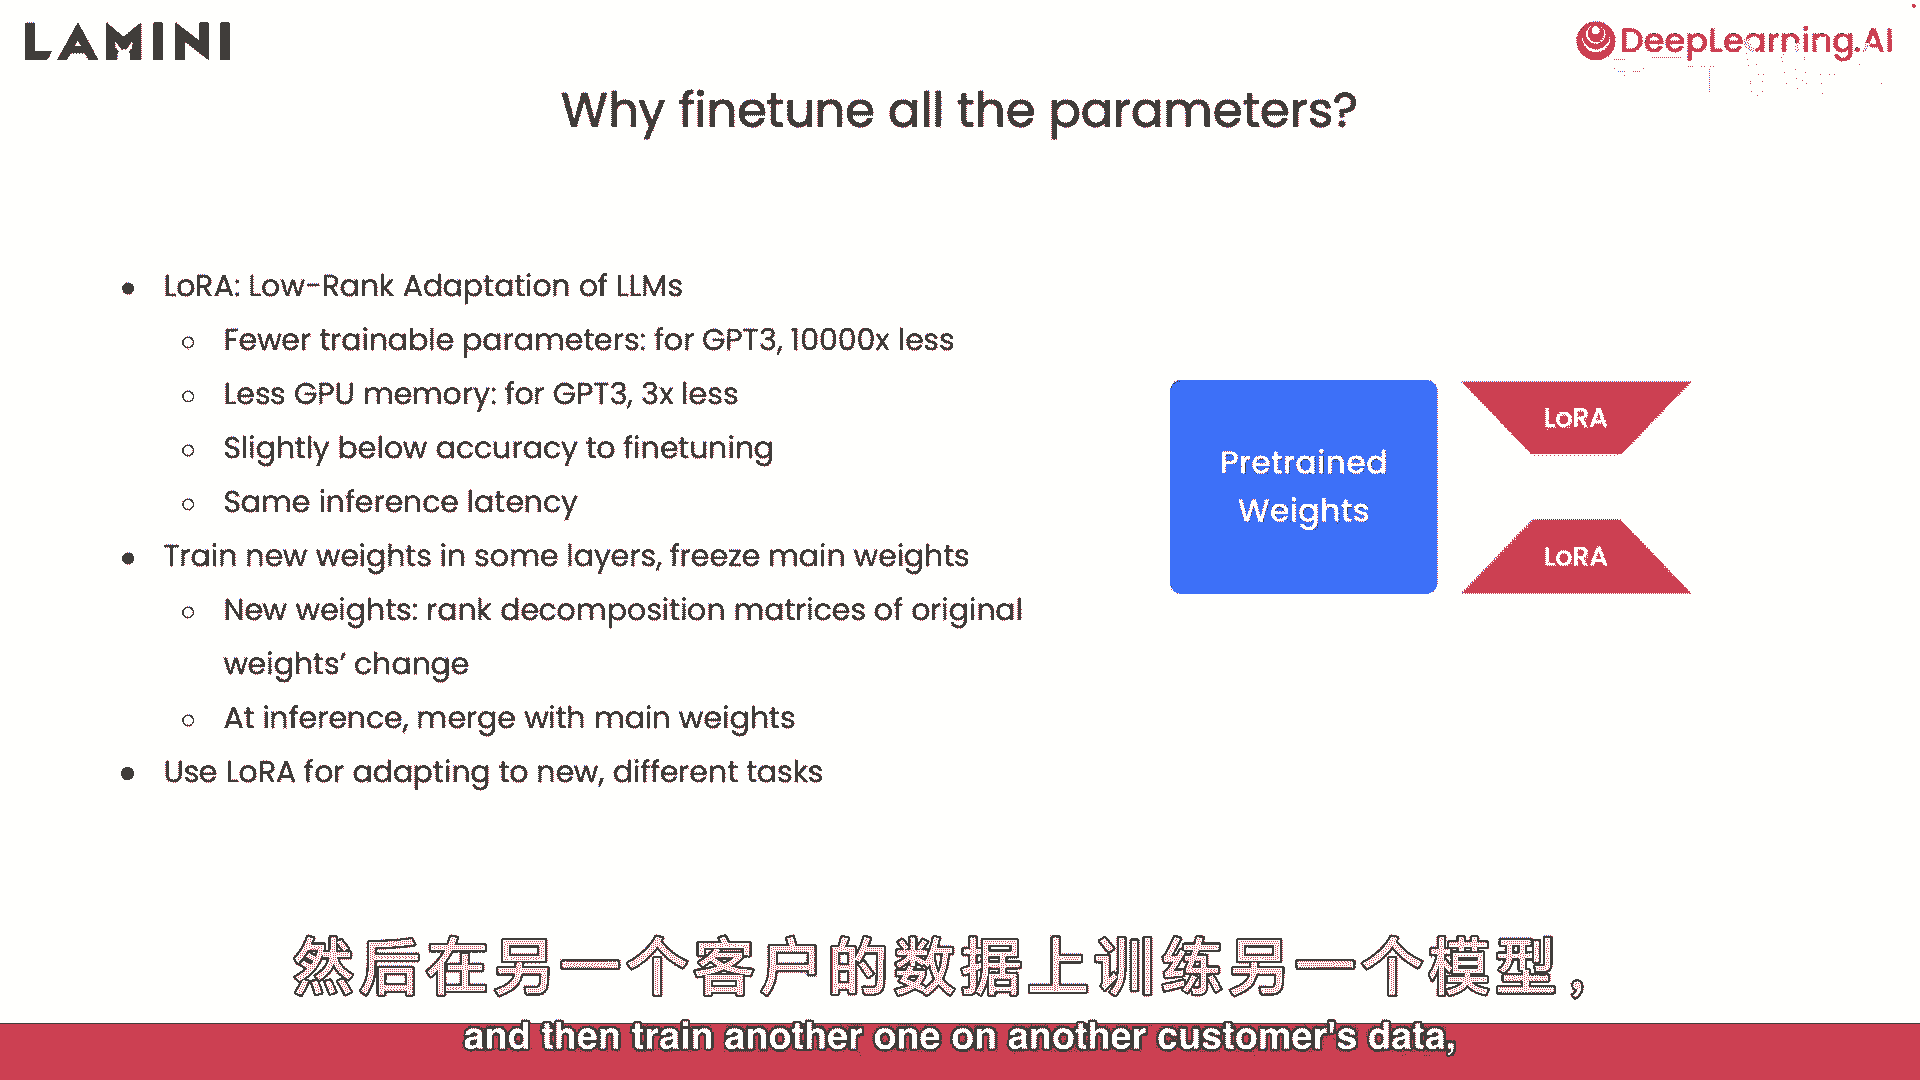 LAMINI
DeepLearning.AI
Why finetune all the parameters?
● LoRA: Low-Rank Adaptation of LLMs
○ Fewer trainable parameters: for GPT3, 10000x less
○ Less GPU memory: for GPT3, 3x less
○ Slightly below accuracy to finetuning
○ Same inference latency
● Train new weights in some layers, freeze main weights
○ New weights: rank decomposition matrices of original
weights’ change
○ At inference, merge with main weights
● Use LoRA for adapting to new, different tasks
Pretrained
Weights
LoRA
LoRA
然后在另一个客户的数据上训练另一个模型，
and then train another one on another customer's data,